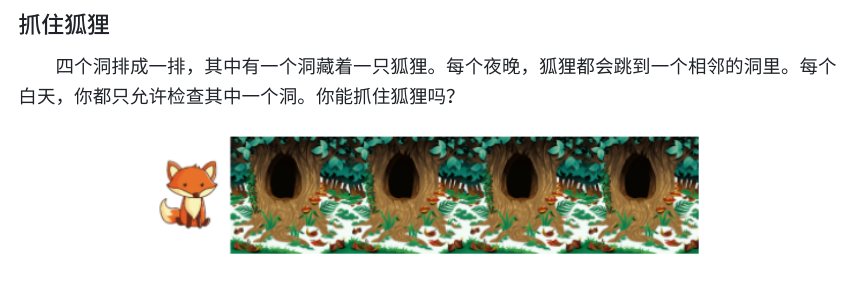 抓住狐狸
四个洞排成一排，其中有一个洞藏着一只狐狸。每个夜晚，狐狸都会跳到一个相邻的洞里。每个
白天，你都只允许检查其中一个洞。你能抓住狐狸吗？